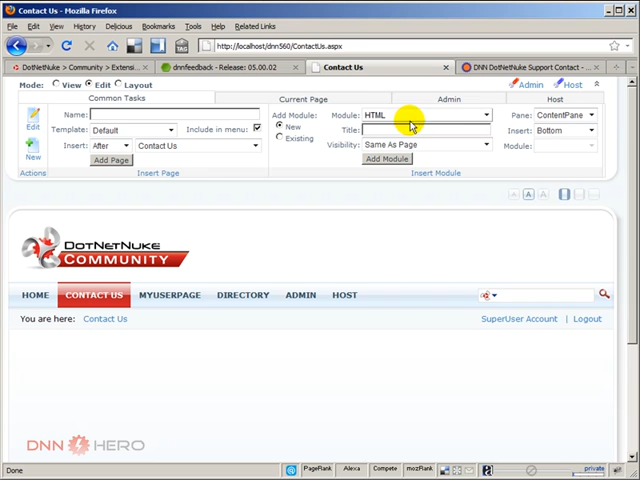 Contact Us - Mozilla Firefox
File Edit View History Delicious Bookmarks Tools Help Related Links
http://localhost/dnn560/ContactUs.aspx
DotNetNuke > Community > Extensi...
dnnfeedback - Release: 05.00.02
Contact Us
DNN DotNetNuke Support Contact - ...
Mode: View Edit Layout
Admin Host
Common Tasks Current Page Admin Host
Edit
New
Actions
Name:
Template: Default Include in menu:
Insert: After Contact Us
Add Page
Insert Page
Add Module: New Existing
Module: HTML
Title:
Visibility: Same As Page
Add Module
Insert Module
Pane: ContentPane
Insert: Bottom
Module:
A A A
DOTNETNUKE
COMMUNITY
HOME CONTACT US MYUSERPAGE DIRECTORY ADMIN HOST
You are here: Contact Us SuperUser Account | Logout
DNN HERO
Done PageRank Alexa Compete mozRank private